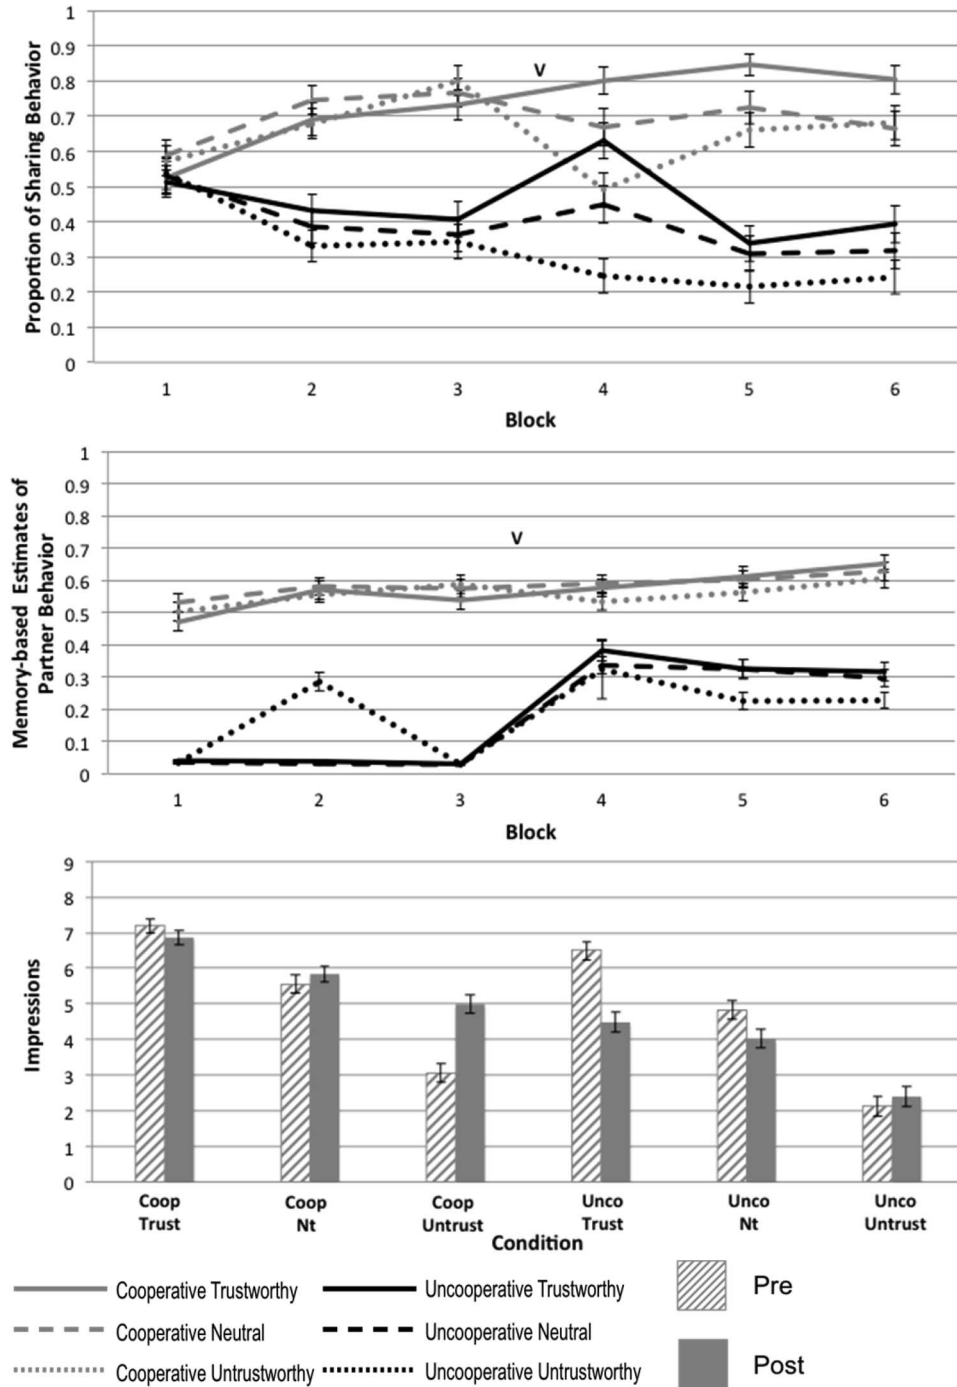 1
0.9
0.8
0.7
0.6
0.5
0.4
0.3
0.2
0.1
0
Proportion of Sharing Behavior
V
1 2 3 4 5 6
Block
1
0.9
0.8
0.7
0.6
0.5
0.4
0.3
0.2
0.1
0
Memory-based Estimates of
Partner Behavior
V
1 2 3 4 5 6
Block
9
8
7
6
5
4
3
2
1
0
Impressions
Coop Coop Coop Unco Unco Unco
Trust Nt Untrust Trust Nt Untrust
Condition
Cooperative Trustworthy Uncooperative Trustworthy Pre
Cooperative Neutral Uncooperative Neutral
Cooperative Untrustworthy Uncooperative Untrustworthy Post